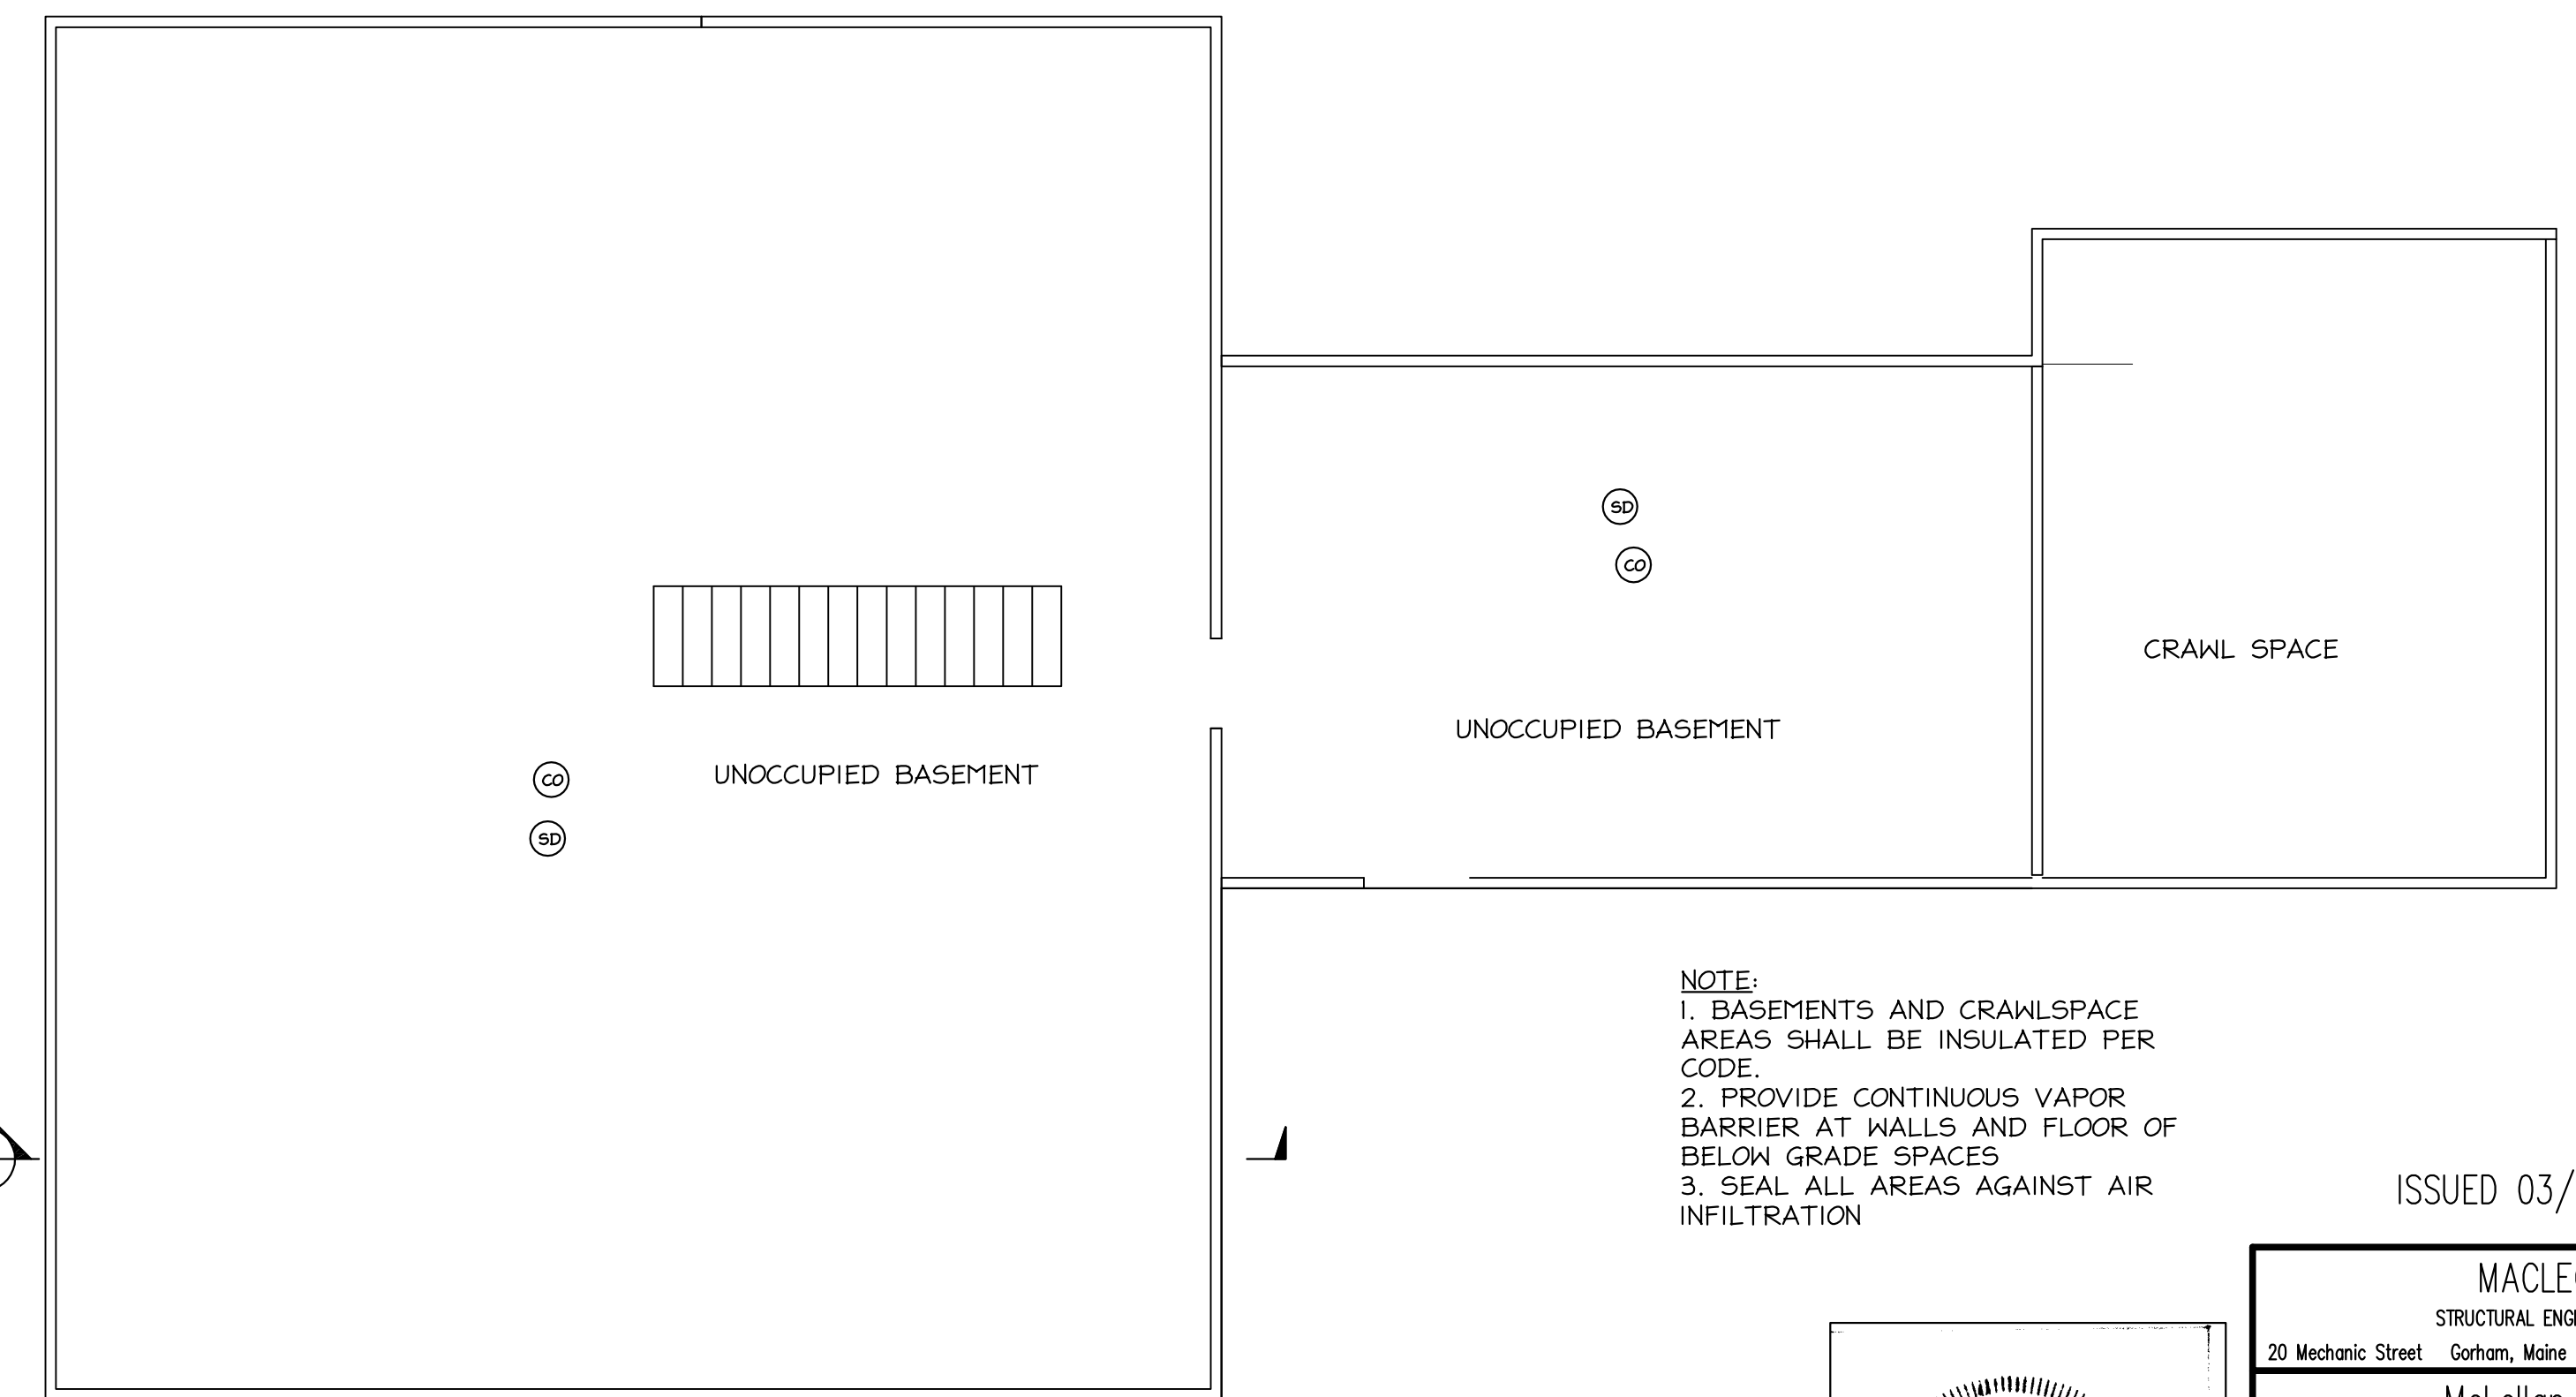 SD
CO
CRAWL SPACE
UNOCCUPIED BASEMENT
UNOCCUPIED BASEMENT
CO
SD
NOTE:
1. BASEMENTS AND CRAWLSPACE
AREAS SHALL BE INSULATED PER
CODE.
2. PROVIDE CONTINUOUS VAPOR
BARRIER AT WALLS AND FLOOR OF
BELOW GRADE SPACES
3. SEAL ALL AREAS AGAINST AIR
INFILTRATION
ISSUED 03/
STRUCTURAL
20 Mechanic Street Gorham, Maine